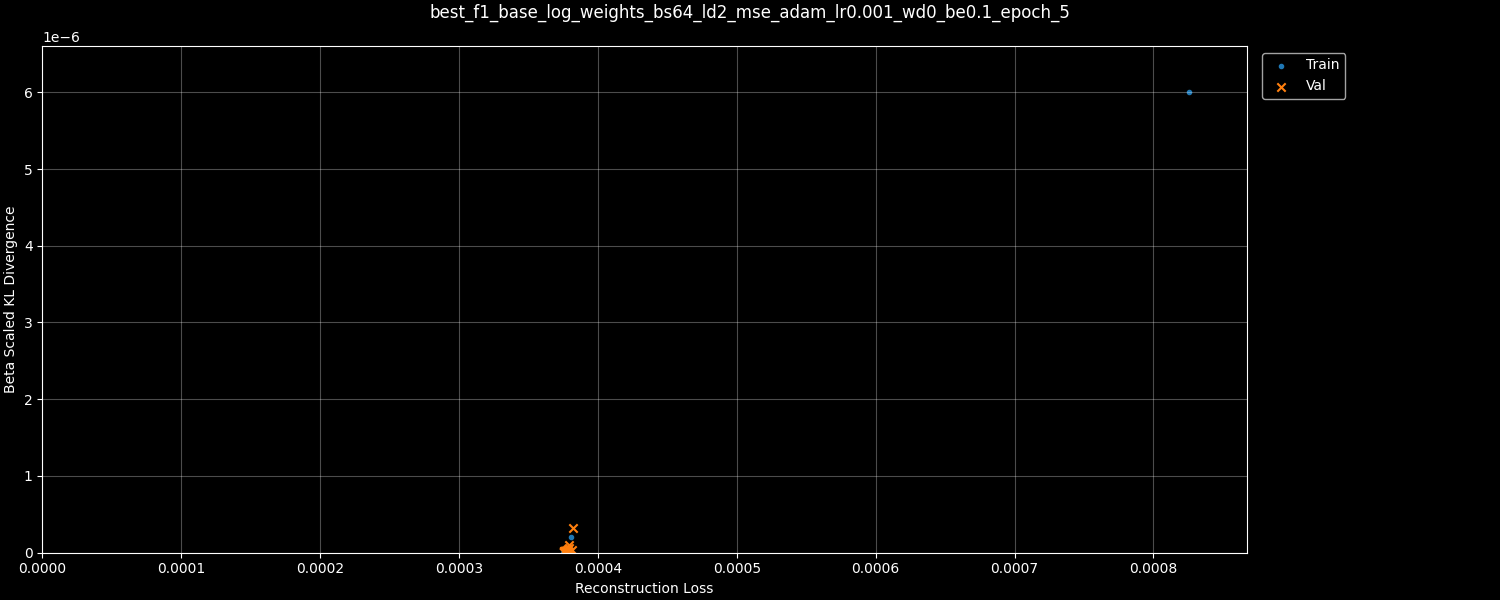 best_f1_base_log_weights_bs64_ld2_mse_adam_lr0.001_wd0_be0.1_epoch_5
1e−6
Train
Val
6
5
4
3
2
1
0
Beta Scaled KL Divergence
0.0000 0.0001 0.0002 0.0003 0.0004 0.0005 0.0006 0.0007 0.0008
Reconstruction Loss